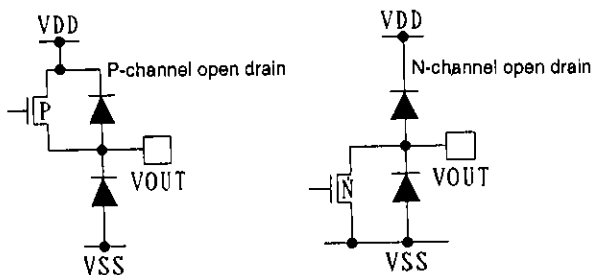 VDD
P-channel open drain
P
VOUT
VSS
VDD
N-channel open drain
N
VOUT
VSS